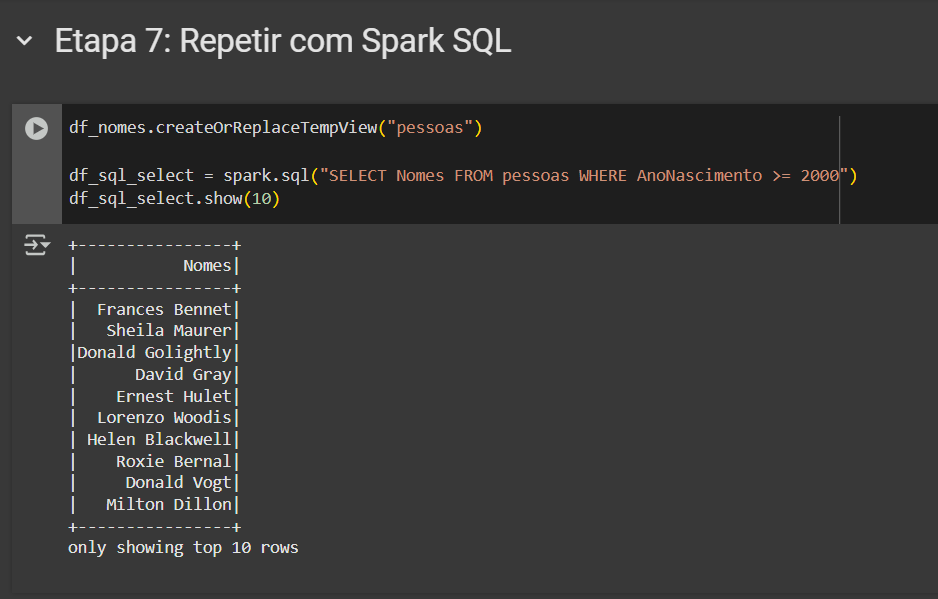 Etapa 7: Repetir com Spark SQL
df_nomes.createOrReplaceTempView("pessoas")
df_sql_select = spark.sql("SELECT Nomes FROM pessoas WHERE AnoNascimento >= 2000")
df_sql_select.show(10)
+----------------+
|           Nomes|
+----------------+
|  Frances Bennet|
|   Sheila Maurer|
|Donald Golightly|
|      David Gray|
|    Ernest Hulet|
|  Lorenzo Woodis|
| Helen Blackwell|
|    Roxie Bernal|
|     Donald Vogt|
|   Milton Dillon|
+----------------+
only showing top 10 rows